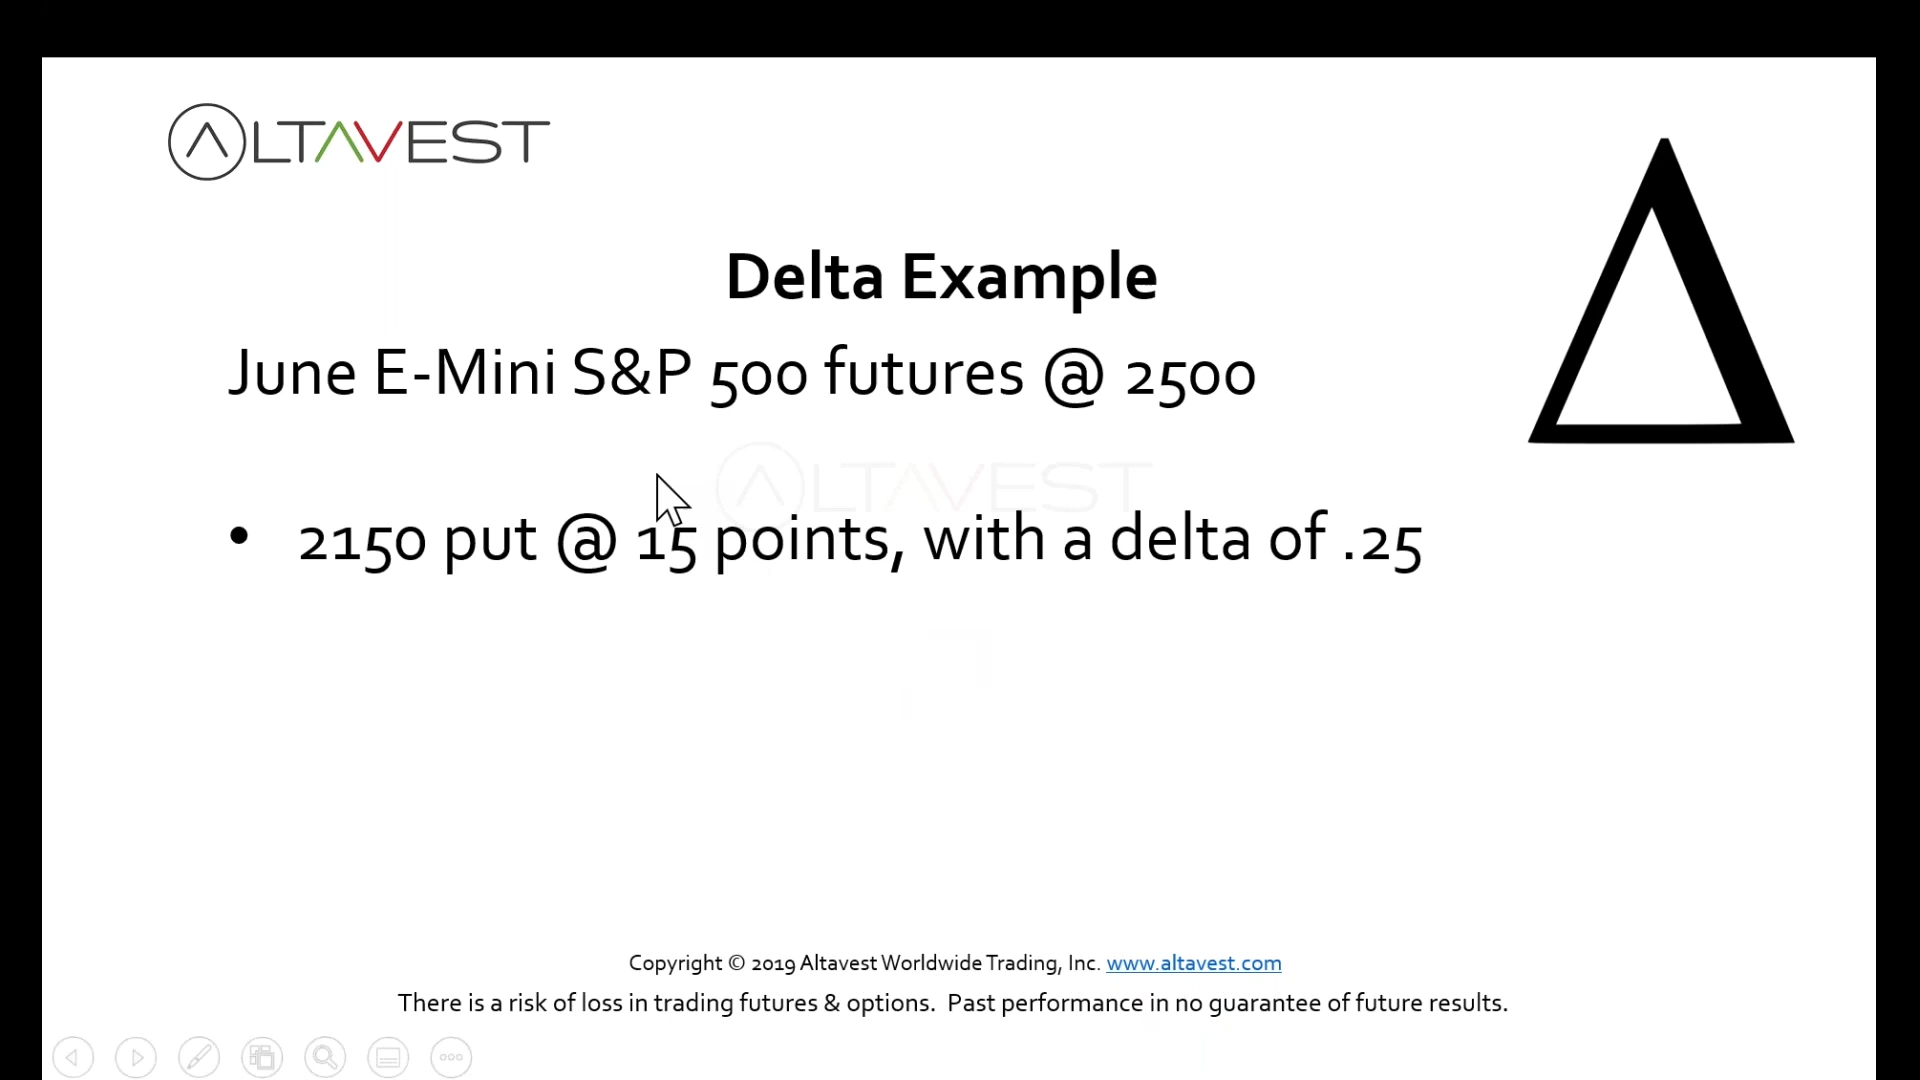 ALTAVEST
Delta Example
June E-Mini S&P 500 futures @ 2500
ALTAVEST
• 2150 put @ 15 points, with a delta of .25
Copyright © 2019 Altavest Worldwide Trading, Inc. www.altavest.com
There is a risk of loss in trading futures & options. Past performance in no guarantee of future results.